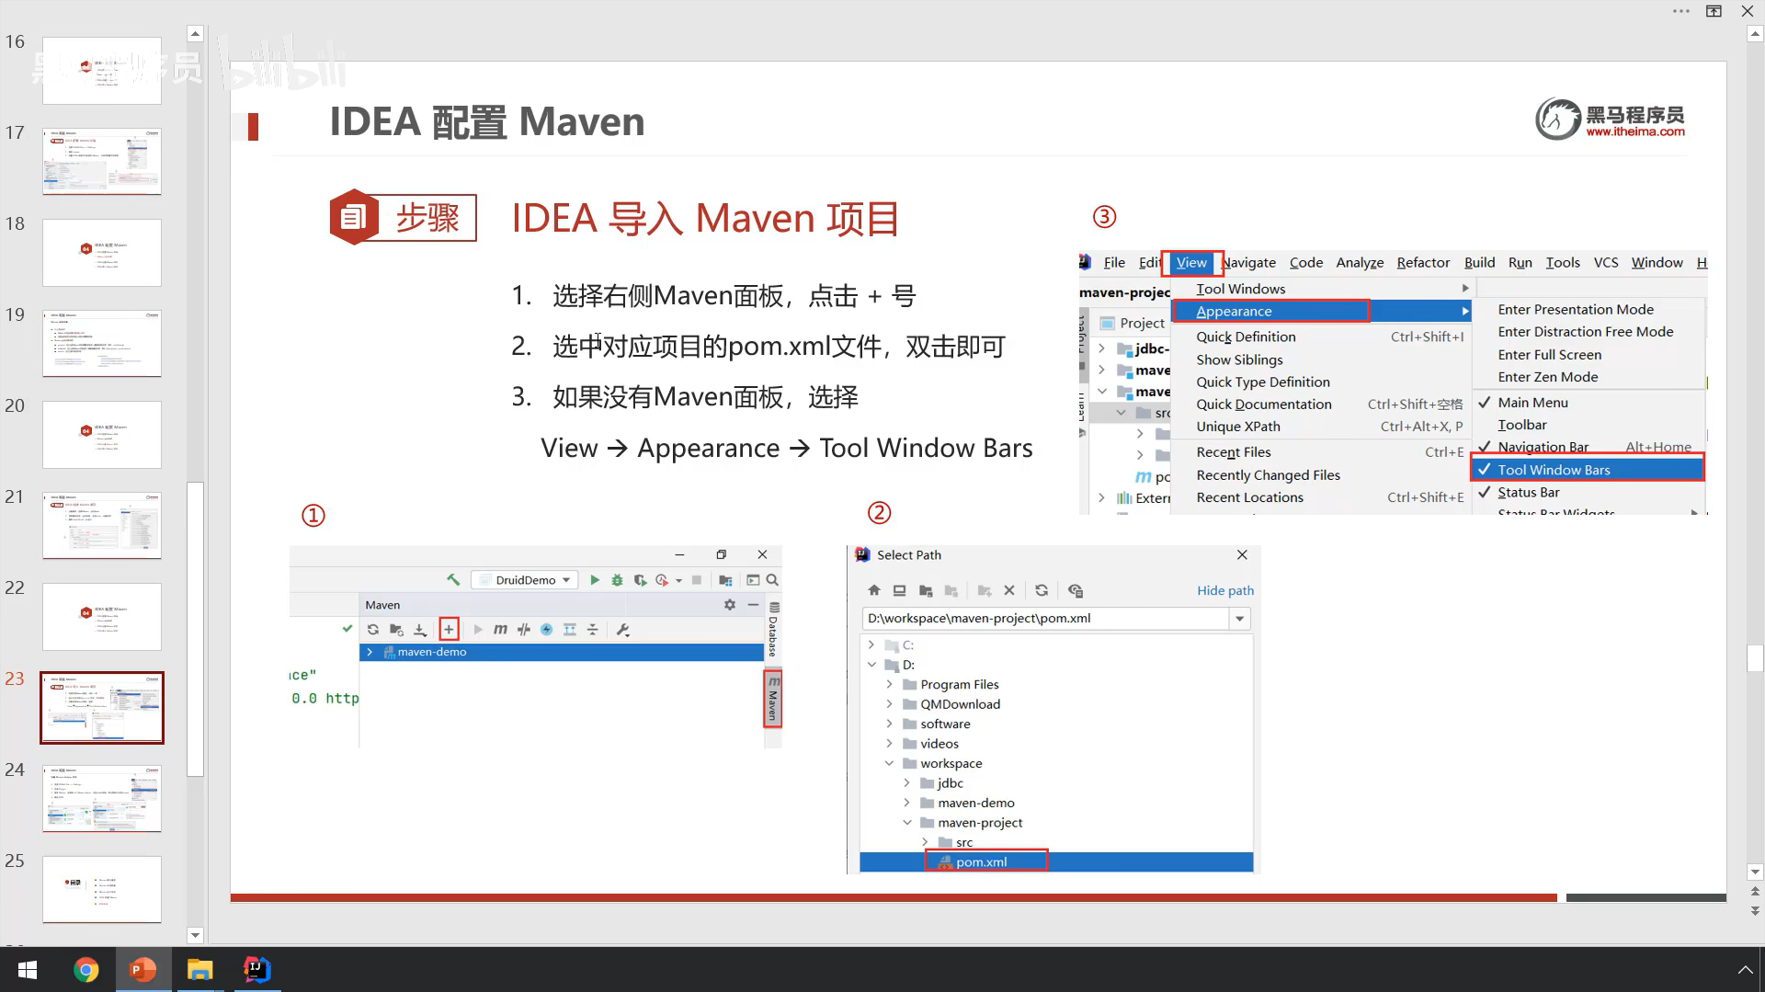 16
17
18
19
20
21
22
23
24
25
bilibili
IDEA 配置 Maven
黑马程序员
www.itheima.com
步骤
IDEA 导入 Maven 项目
1. 选择右侧Maven面板，点击 + 号
2. 选中对应项目的pom.xml文件，双击即可
3. 如果没有Maven面板，选择
View → Appearance → Tool Window Bars
③
File Edit View Navigate Code Analyze Refactor Build Run Tools VCS Window H
maven-projec
Project
jdbc-
mave
mave
src
Extern
Tool Windows
Appearance
Quick Definition Ctrl+Shift+I
Show Siblings
Quick Type Definition
Quick Documentation Ctrl+Shift+空格
Unique XPath Ctrl+Alt+X, P
Recent Files Ctrl+E
Recently Changed Files
Recent Locations Ctrl+Shift+E
Enter Presentation Mode
Enter Distraction Free Mode
Enter Full Screen
Enter Zen Mode
Main Menu
Toolbar
Navigation Bar Alt+Home
Tool Window Bars
Status Bar
Status Bar Widgets
①
DruidDemo
Maven
maven-demo
Database
Maven
ce"
0.0 http
②
Select Path
Hide path
D:\workspace\maven-project\pom.xml
C:
D:
Program Files
QMDownload
software
videos
workspace
jdbc
maven-demo
maven-project
src
pom.xml